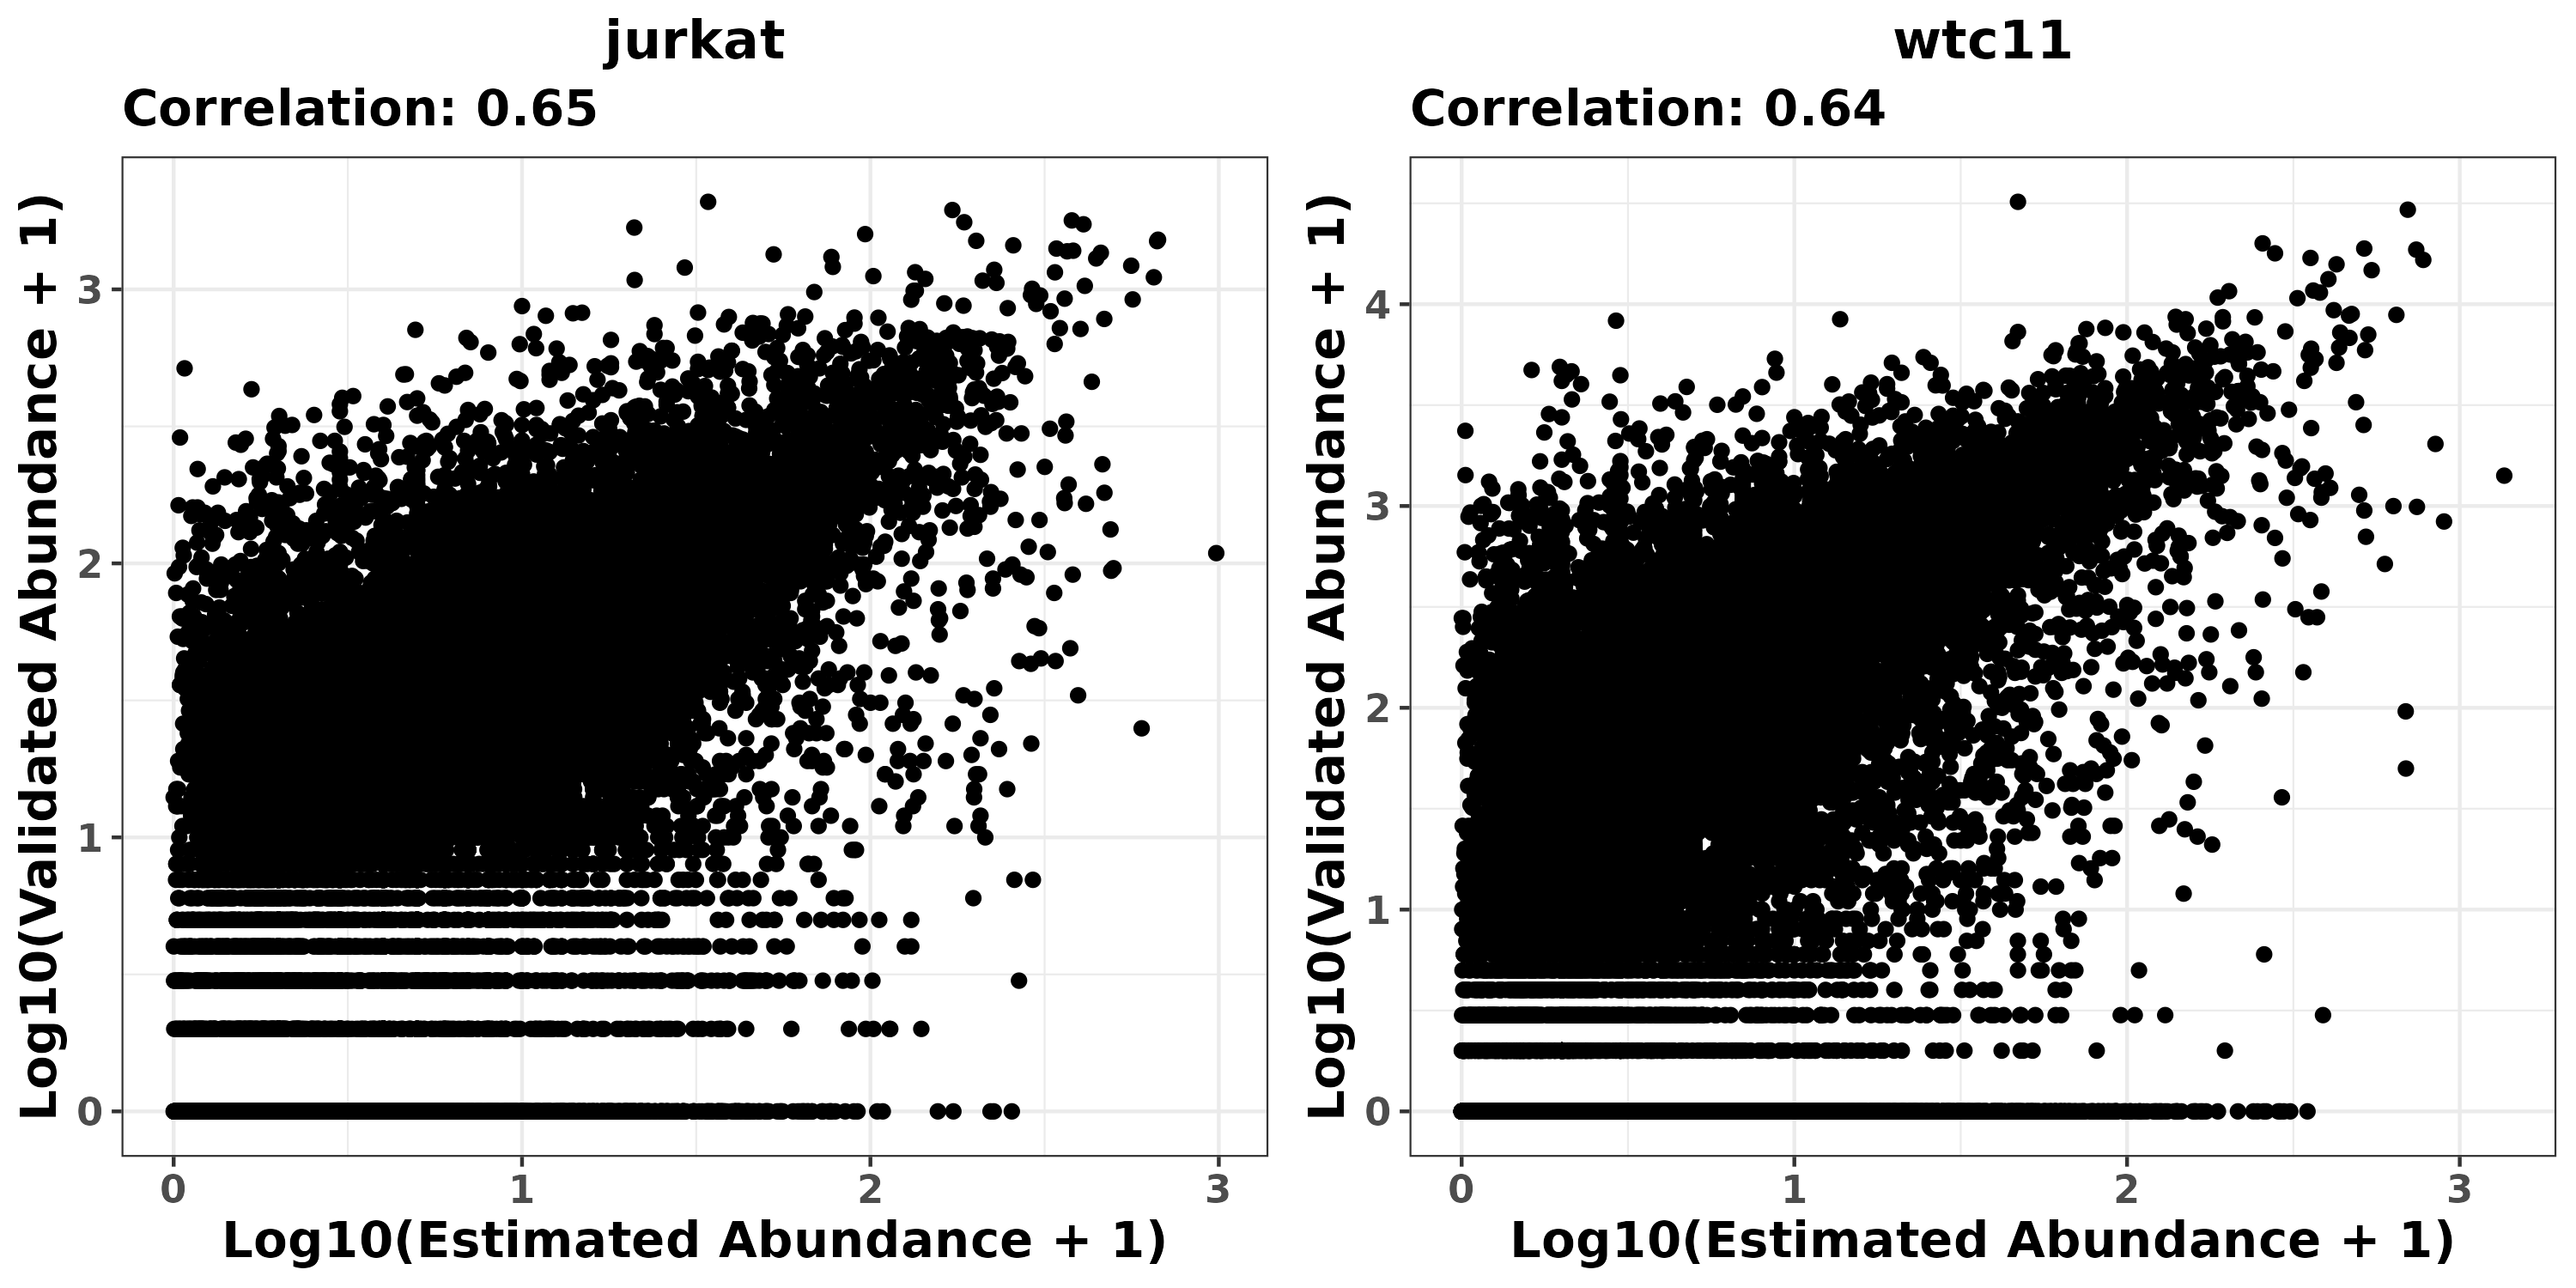 jurkat
Correlation: 0.65
Log10(Validated Abundance + 1)
3
2
1
0
0 1 2 3
Log10(Estimated Abundance + 1)
wtc11
Correlation: 0.64
Log10(Validated Abundance + 1)
4
3
2
1
0
0 1 2 3
Log10(Estimated Abundance + 1)